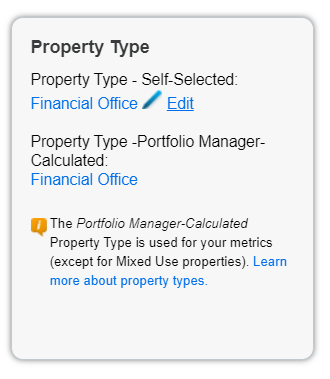 Property Type
Property Type - Self-Selected:
Financial Office Edit
Property Type -Portfolio Manager-
Calculated:
Financial Office
The Portfolio Manager-Calculated
Property Type is used for your metrics
(except for Mixed Use properties). Learn
more about property types.